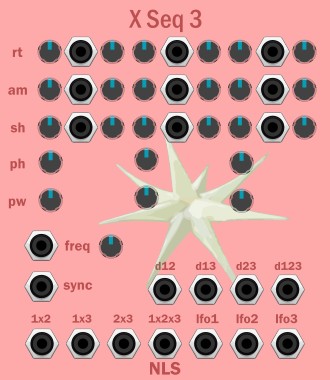 X Seq 3
rt
am
sh
ph
pw
freq
sync
d12 d13 d23 d123
1x2 1x3 2x3 1x2x3 lfo1 lfo2 lfo3
NLS